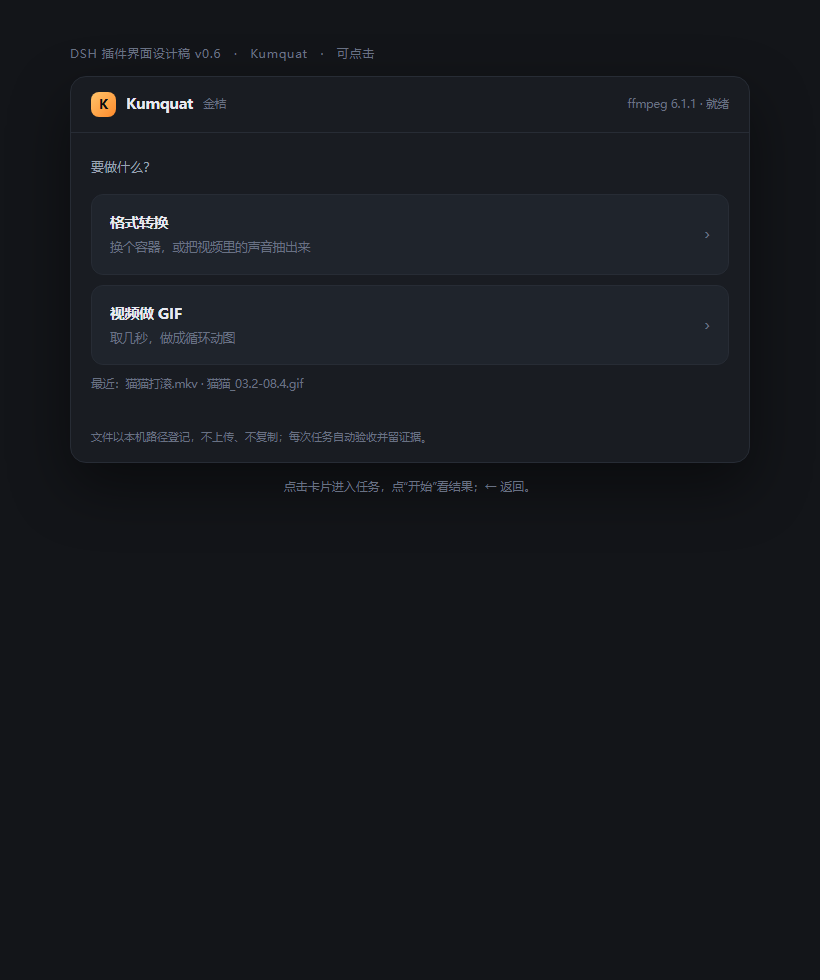 DSH 插件界面设计稿 v0.6 · Kumquat · 可点击
K Kumquat 金桔 ffmpeg 6.1.1 · 就绪
要做什么？
格式转换
换个容器，或把视频里的声音抽出来
›
视频做 GIF
取几秒，做成循环动图
›
最近：猫猫打滚.mkv · 猫猫_03.2-08.4.gif
文件以本机路径登记，不上传、不复制；每次任务自动验收并留证据。
点击卡片进入任务，点“开始”看结果；← 返回。